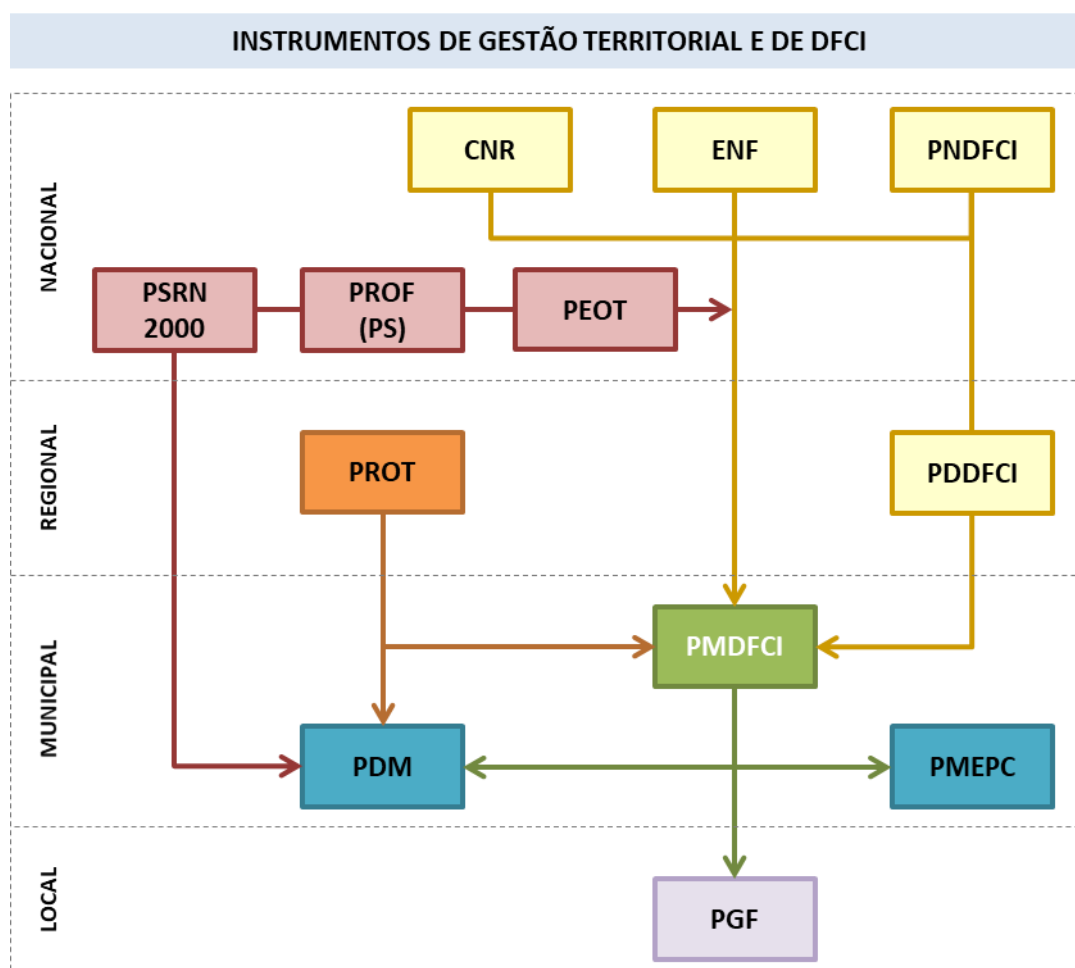 INSTRUMENTOS DE GESTÃO TERRITORIAL E DE DFCI
NACIONAL
CNR
ENF
PNDFCI
PSRN
2000
PROF
(PS)
PEOT
REGIONAL
PROT
PDDFCI
MUNICIPAL
PMDFCI
PDM
PMEPC
LOCAL
PGF